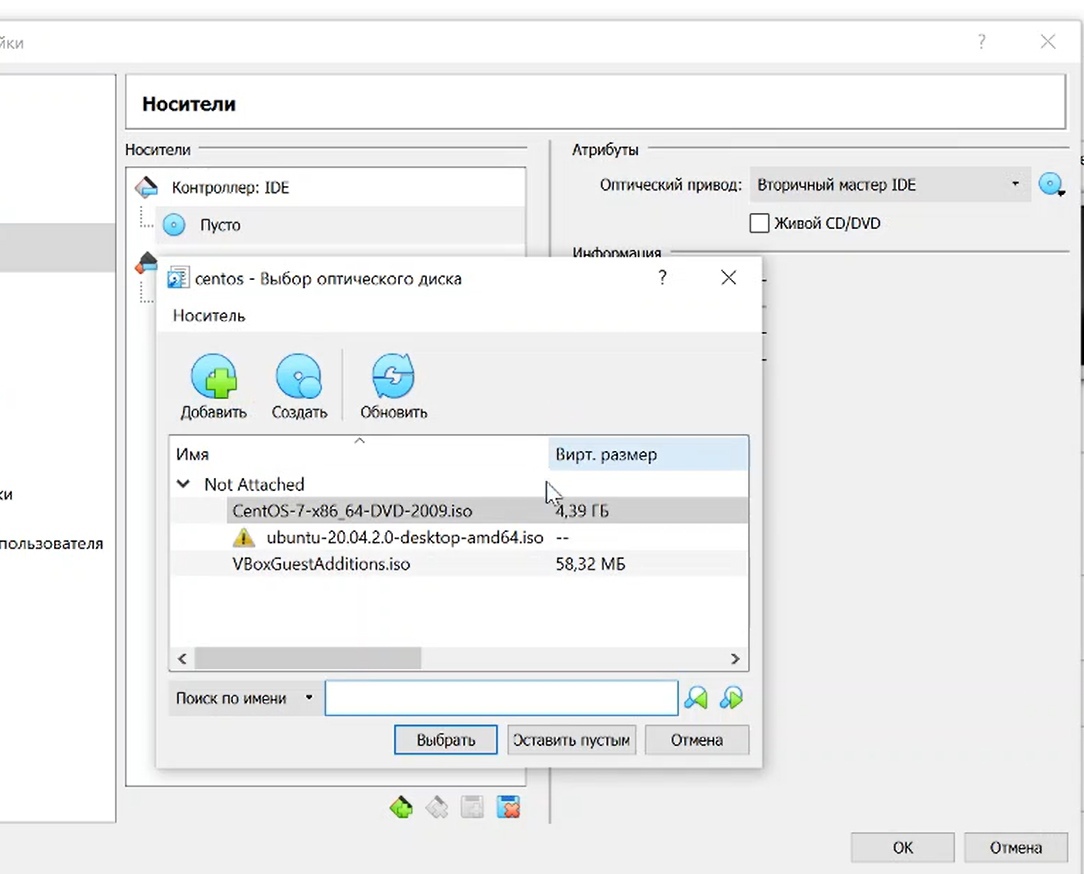 йки
?
Носители
Носители
Контроллер: IDE
Пусто
Атрибуты
Оптический привод: Вторичный мастер IDE
Живой CD/DVD
Информация
ки
пользователя
centos - Выбор оптического диска
?
Носитель
Добавить Создать Обновить
Имя Вирт. размер
Not Attached
CentOS-7-x86_64-DVD-2009.iso 4,39 ГБ
ubuntu-20.04.2.0-desktop-amd64.iso --
VBoxGuestAdditions.iso 58,32 МБ
Поиск по имени
Выбрать Оставить пустым Отмена
OK Отмена